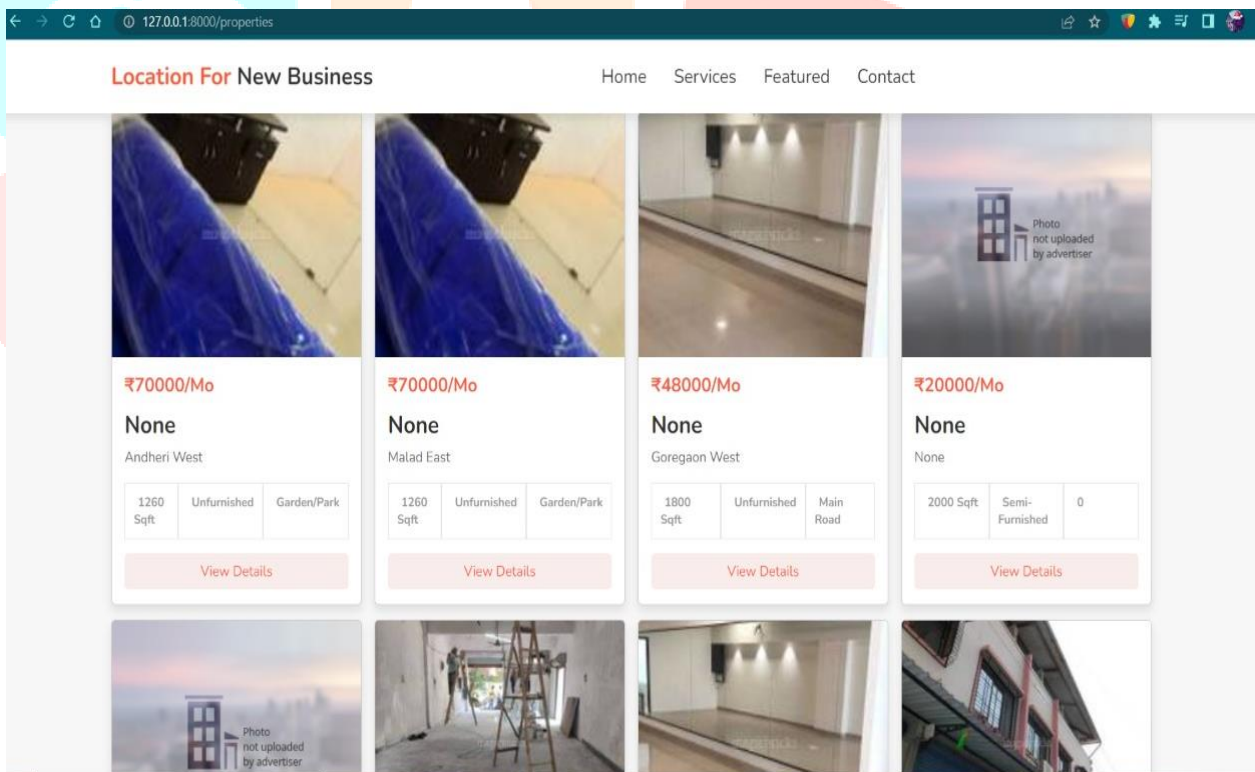 127.0.0.1:8000/properties
Location For New Business
Home Services Featured Contact
Photo
not uploaded
by advertiser
₹70000/Mo
None
Andheri West
1260
Sqft
Unfurnished
Garden/Park
View Details
₹70000/Mo
None
Malad East
1260
Sqft
Unfurnished
Garden/Park
View Details
₹48000/Mo
None
Goregaon West
1800
Sqft
Unfurnished
Main
Road
View Details
₹20000/Mo
None
None
2000 Sqft
Semi-
Furnished
0
View Details
Photo
not uploaded
by advertiser